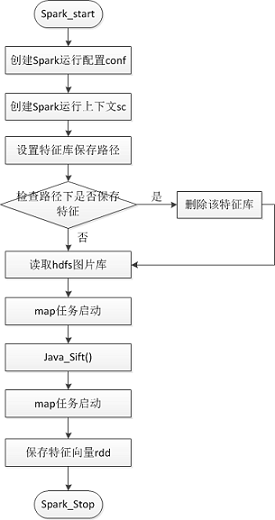 Spark_start
创建Spark运行配置conf
创建Spark运行上下文sc
设置特征库保存路径
检查路径下是否保存
特征
是
删除该特征库
否
读取hdfs图片库
map任务启动
Java_Sift()
map任务启动
保存特征向量rdd
Spark_Stop